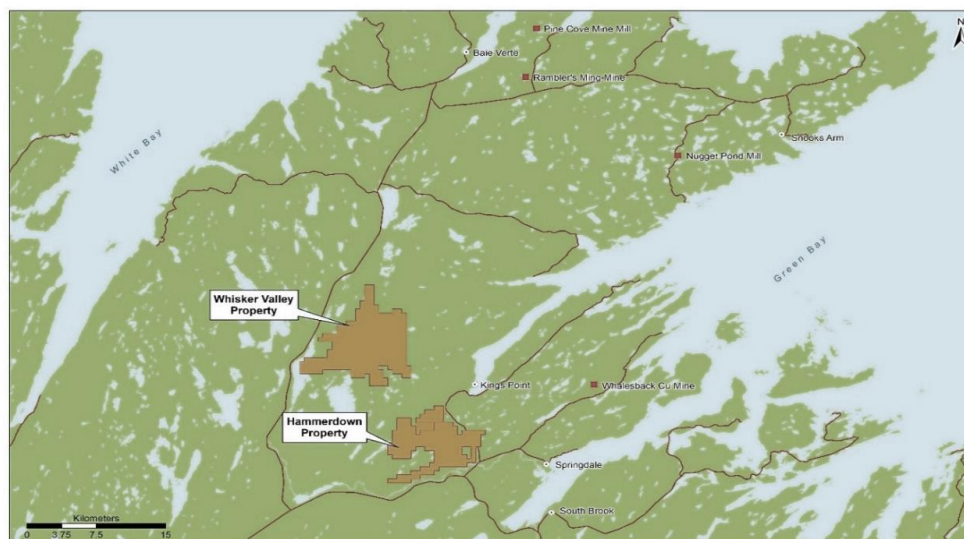 Pine Cove Mine Mill
N
Baie Verte
Rambler's Ming Mine
Snooks Arm
White Bay
Nugget Pond Mill
Green Bay
Whisker Valley
Property
Kings Point
Whalesback Cu Mine
Hammerdown
Property
Springdale
South Brook
Kilometers
0 3.75 7.5 15